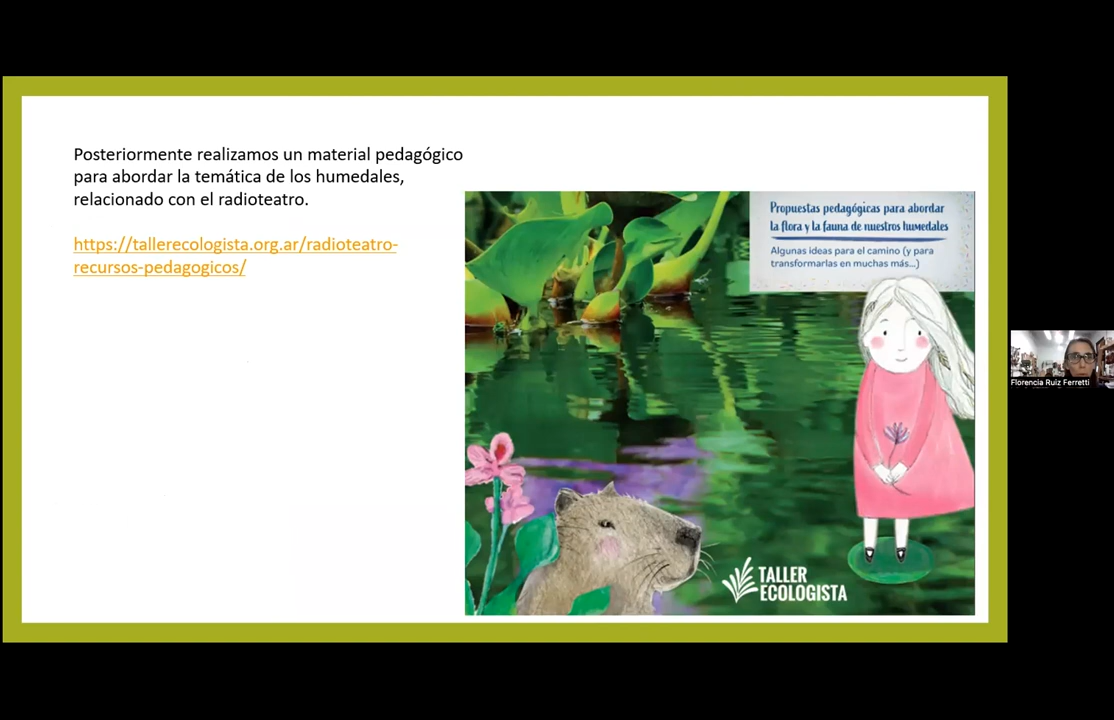 Posteriormente realizamos un material pedagógico
para abordar la temática de los humedales,
relacionado con el radioteatro.
https://tallerecologista.org.ar/radioteatro-
recursos-pedagogicos/
Propuestas pedagógicas para abordar
la flora y la fauna de nuestros humedales
Algunas ideas para el camino (y para
transformarlas en muchas más...)
TALLER
ECOLOGISTA
Florencia Ruiz Ferretti